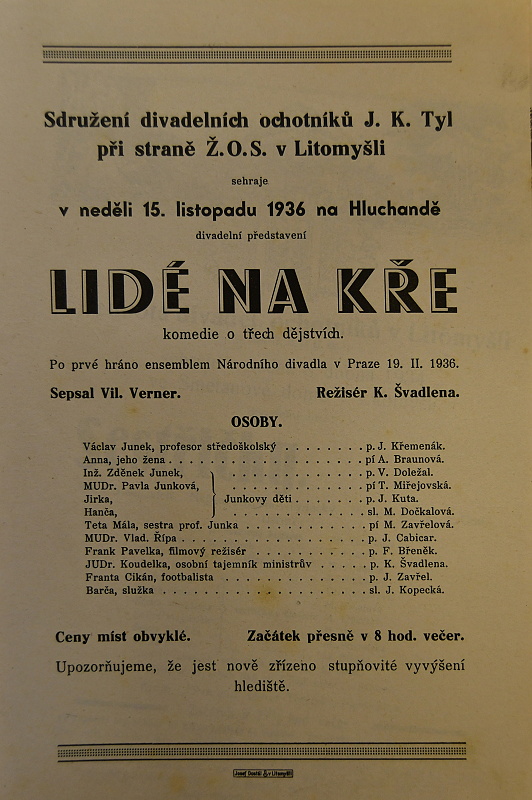 Sdružení divadelních ochotníků J. K. Tyl
při straně Ž.O.S. v Litomyšli
sehraje
v neděli 15. listopadu 1936 na Hluchandě
divadelní představení
LIDÉ NA KŘE
komedie o třech dějstvích.
Po prvé hráno ensemblem Národního divadla v Praze 19. II. 1936.
Sepsal Vil. Verner. Režisér K. Švadlena.
OSOBY.
Václav Junek, profesor středoškolský . . . . . . . . p. J. Křemenák.
Anna, jeho žena . . . . . . . . . . . . . . . . . . . pí A. Braunová.
Inž. Zděnek Junek, . . . . . . . . . . . . . p. V. Doležal.
MUDr. Pavla Junková, . . . . . . . . . . . . . pí T. Miřejovská.
Jirka, Junkovy děti . . . . . . . p. J. Kuta.
Hanča, . . . . . . . . . . . . . sl. M. Dočkalová.
Teta Mála, sestra prof. Junka . . . . . . . . . . . . pí M. Zavřelová.
MUDr. Vlad. Řípa . . . . . . . . . . . . . . . . . . p. J. Cabicar.
Frank Pavelka, filmový režisér . . . . . . . . . . . p. F. Břeněk.
JUDr. Koudelka, osobní tajemník ministrův . . . . . p. K. Švadlena.
Franta Cikán, footbalista . . . . . . . . . . . . . . p. J. Zavřel.
Barča, služka . . . . . . . . . . . . . . . . . . . . sl. J. Kopecká.
Ceny míst obvyklé. Začátek přesně v 8 hod. večer.
Upozorňujeme, že jest nově zřízeno stupňovité vyvýšení
hlediště.
Josef Dostál v Litomyšli